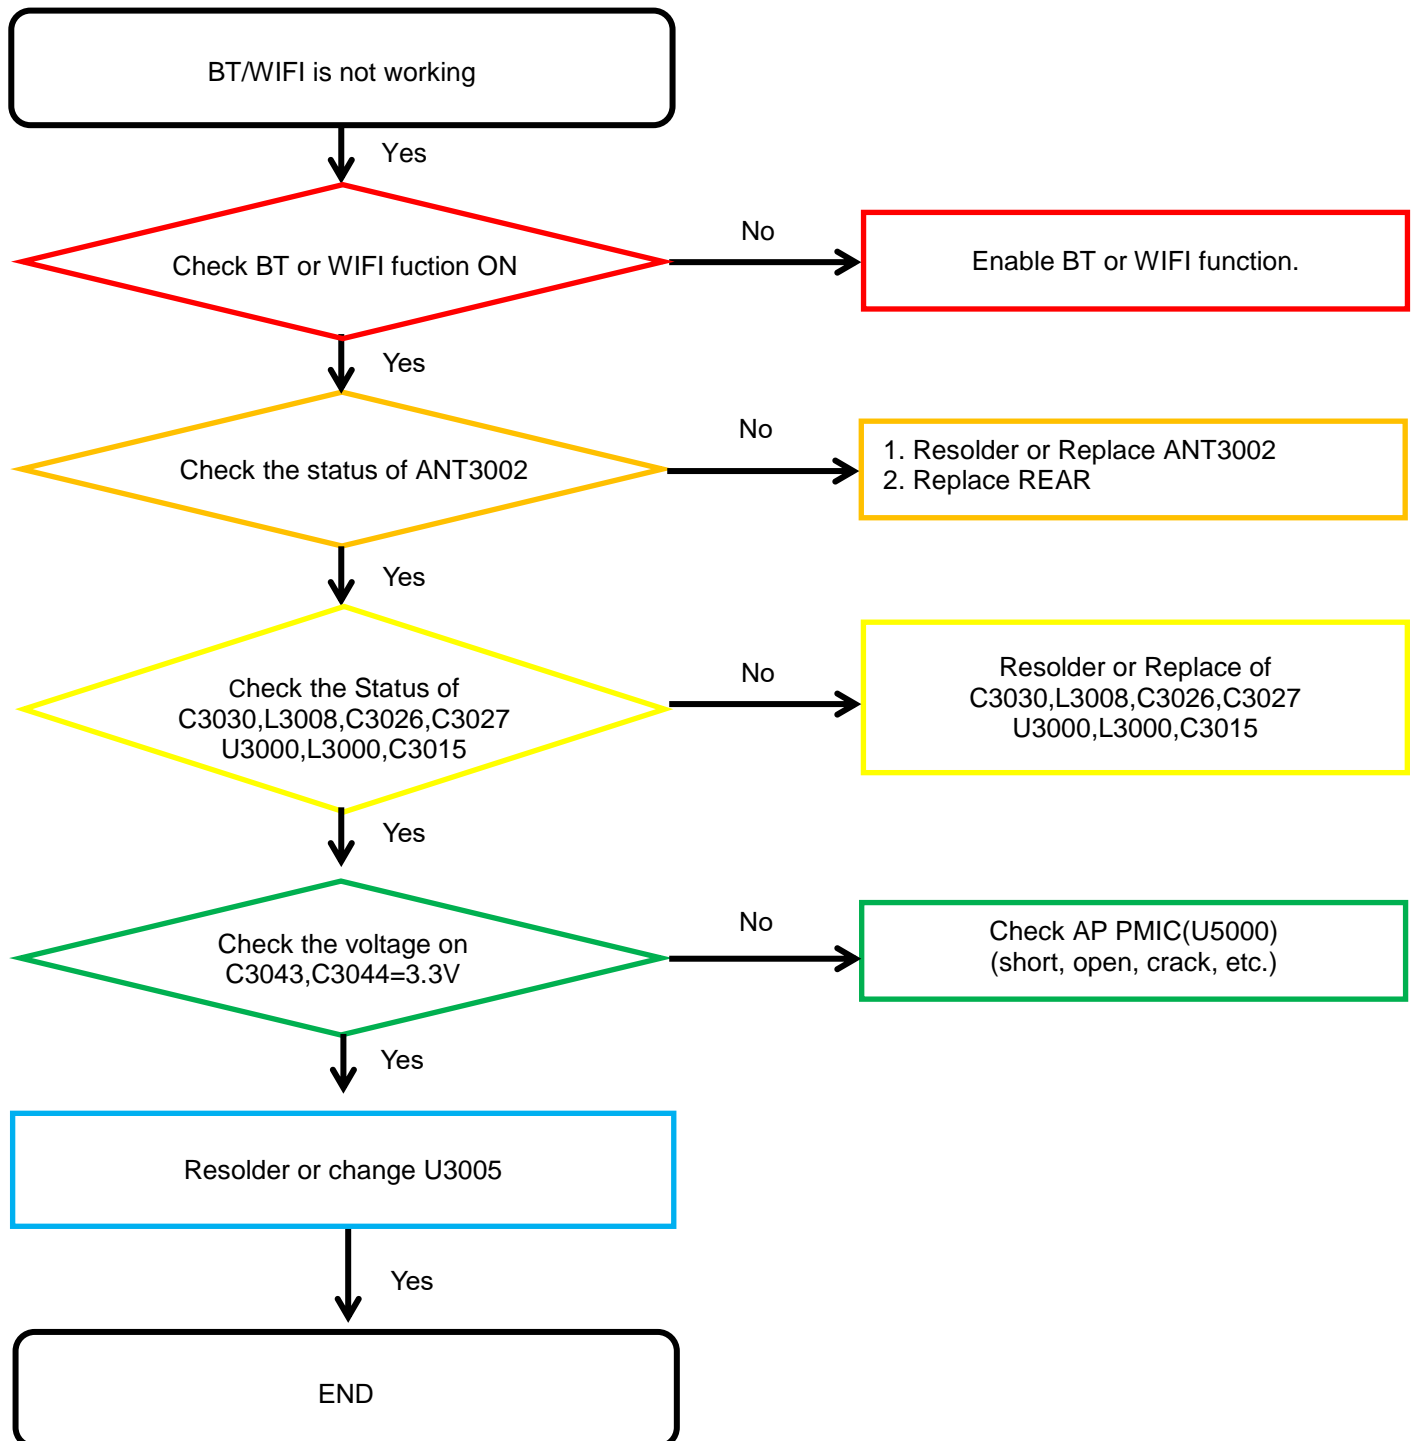 BT/WIFI is not working
Yes
Check BT or WIFI fuction ON
No
Enable BT or WIFI function.
Yes
Check the status of ANT3002
No
1. Resolder or Replace ANT3002
2. Replace REAR
Yes
Check the Status of
C3030,L3008,C3026,C3027
U3000,L3000,C3015
No
Resolder or Replace of
C3030,L3008,C3026,C3027
U3000,L3000,C3015
Yes
Check the voltage on
C3043,C3044=3.3V
No
Check AP PMIC(U5000)
(short, open, crack, etc.)
Yes
Resolder or change U3005
Yes
END